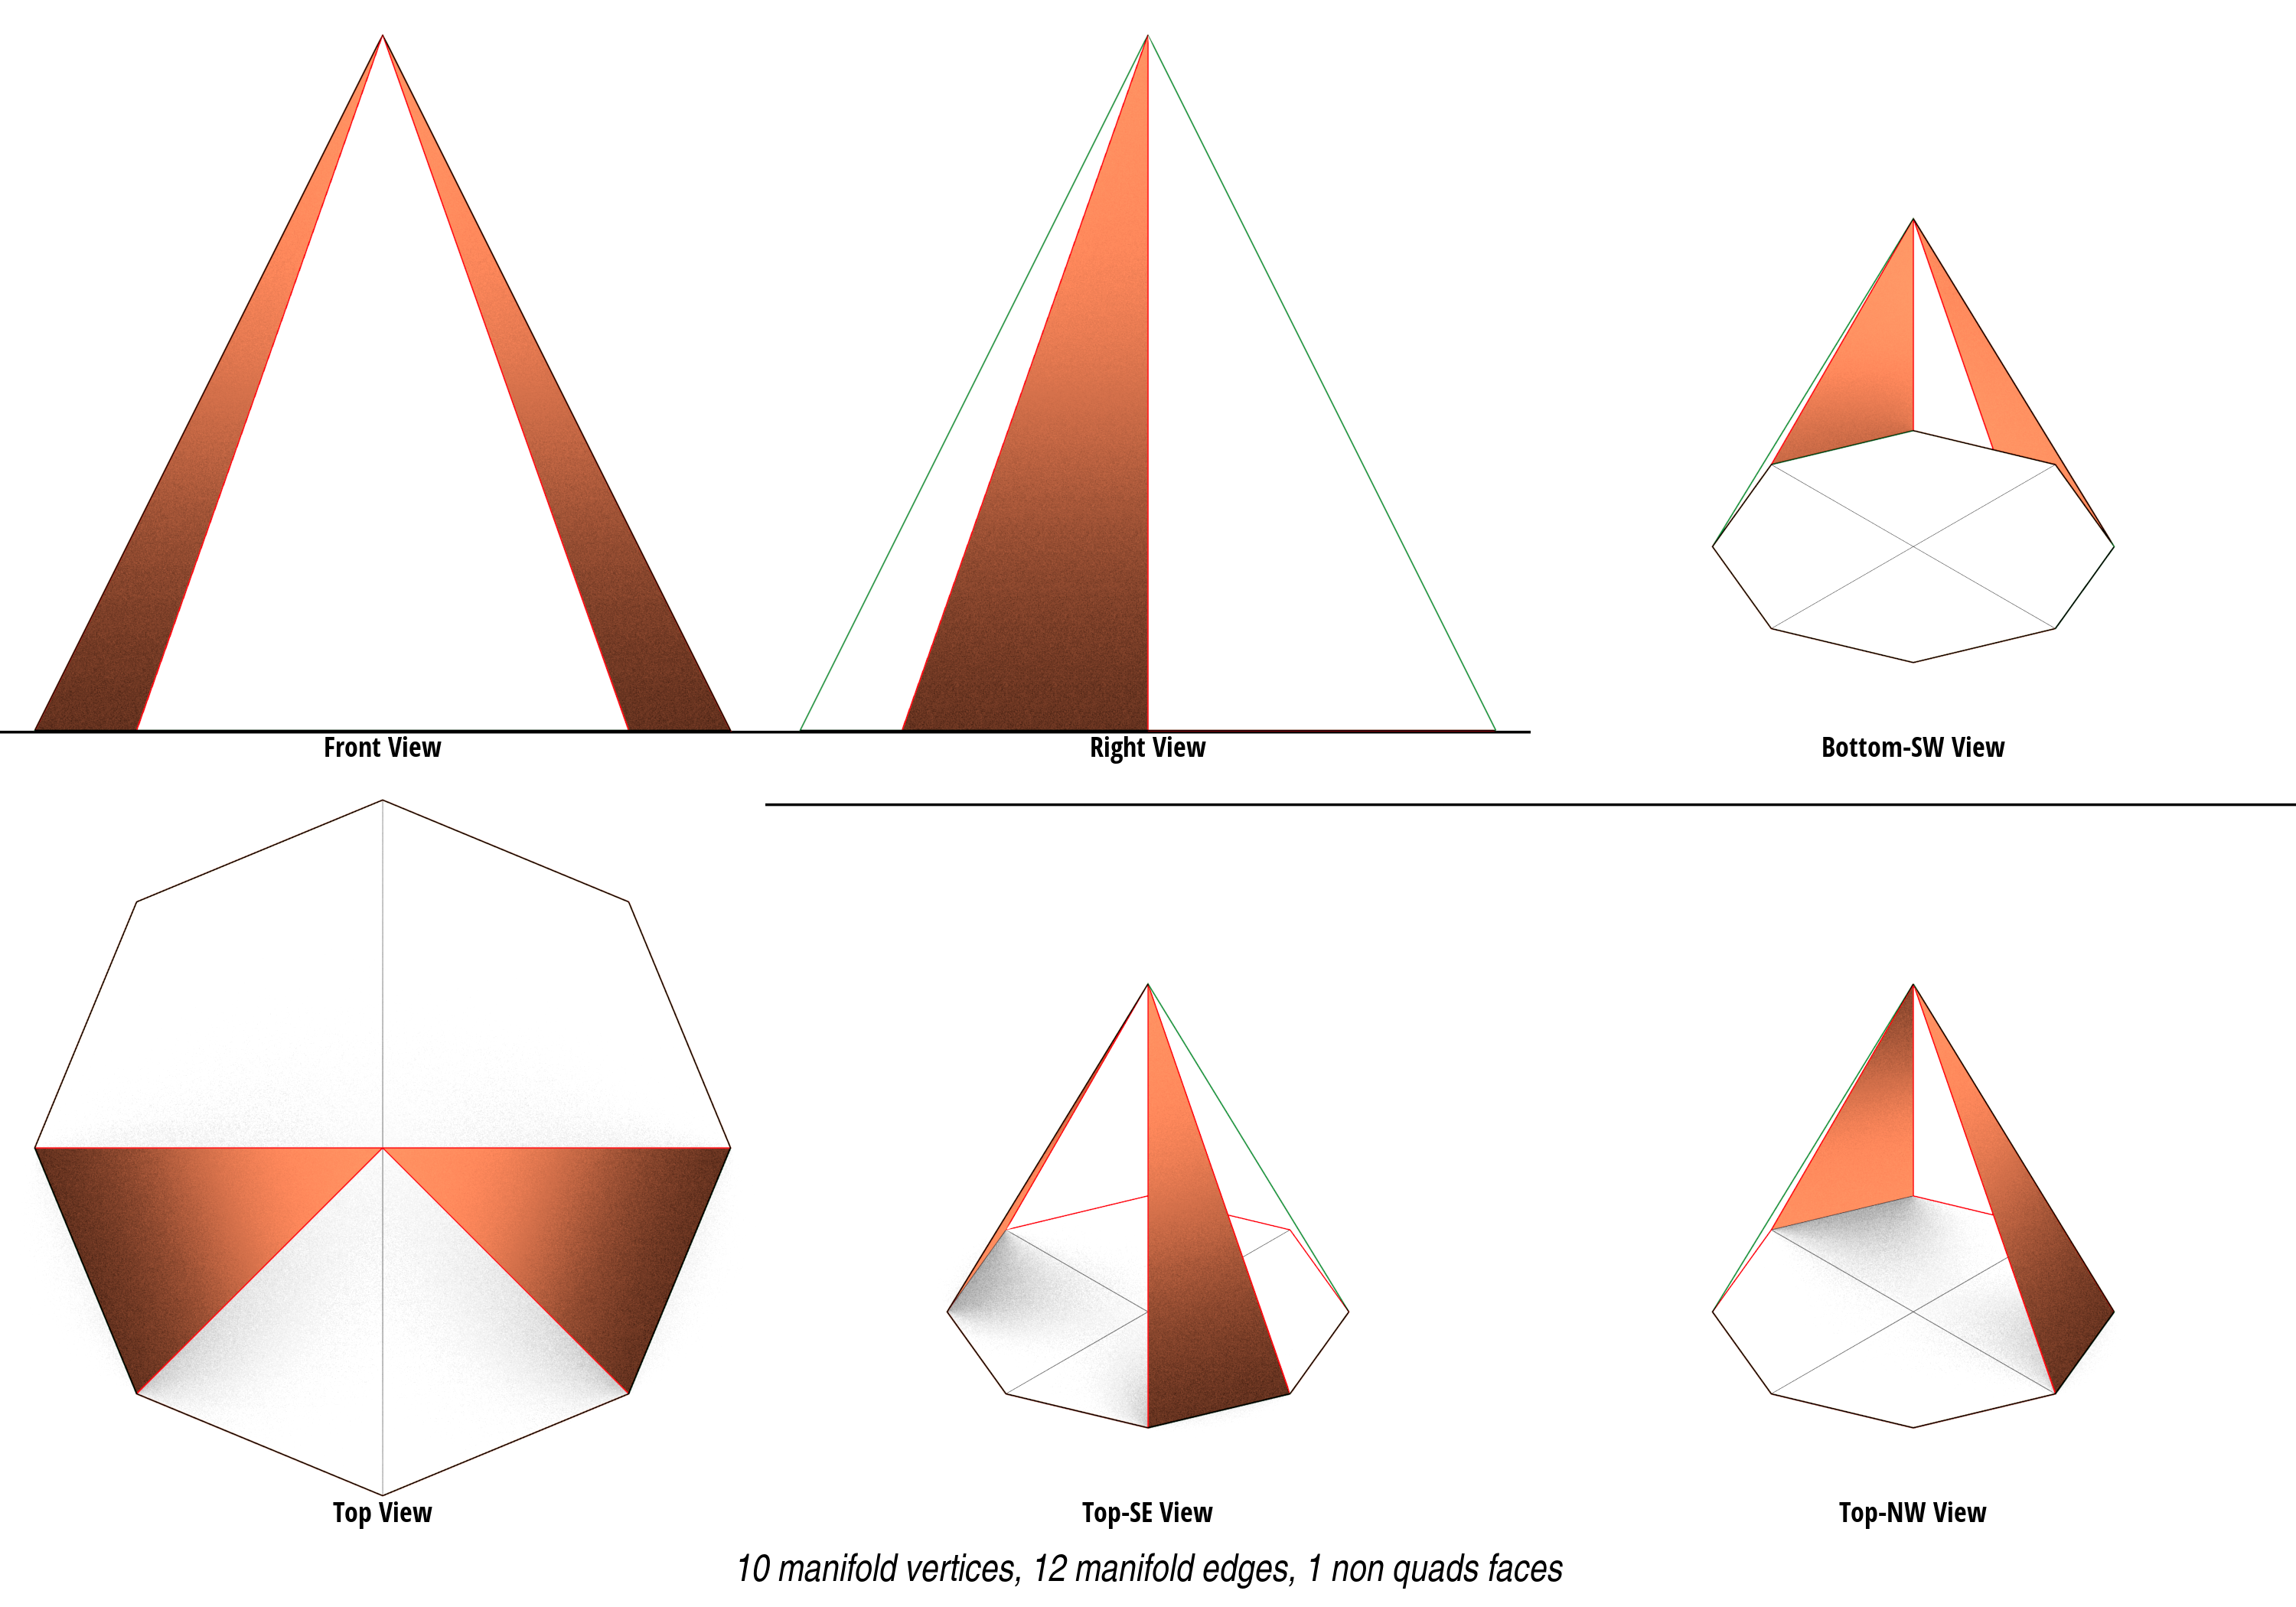 Front View
Right View
Bottom-SW View
Top View
Top-SE View
Top-NW View
10 manifold vertices, 12 manifold edges, 1 non quads faces